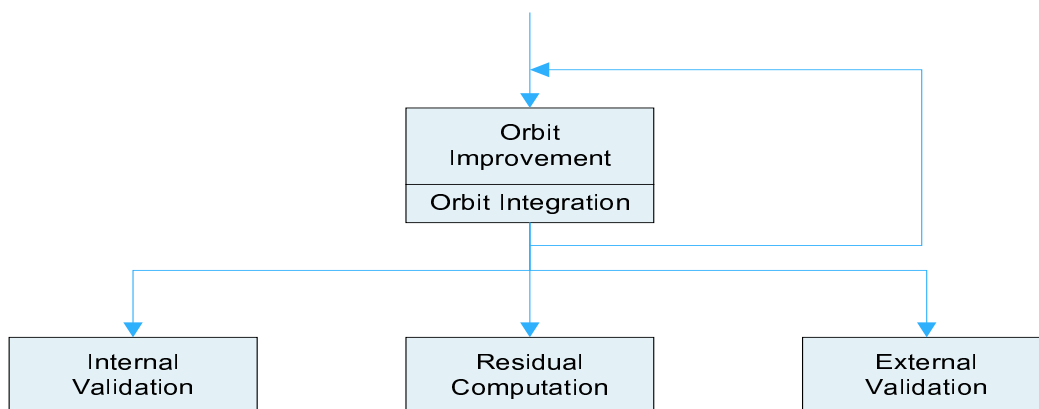 Orbit
Improvement
Orbit Integration
Internal
Validation
Residual
Computation
External
Validation